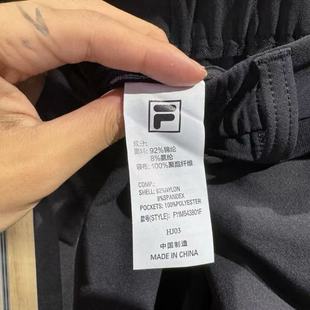 F
成分:
面料: 92%锦纶
8%氨纶
袋布: 100%聚酯纤维
COMP.:
SHELL: 92%NYLON
8%SPANDEX
POCKETS: 100%POLYESTER
款号(STYLE): F11M543801F
HJ03
中国制造
MADE IN CHINA